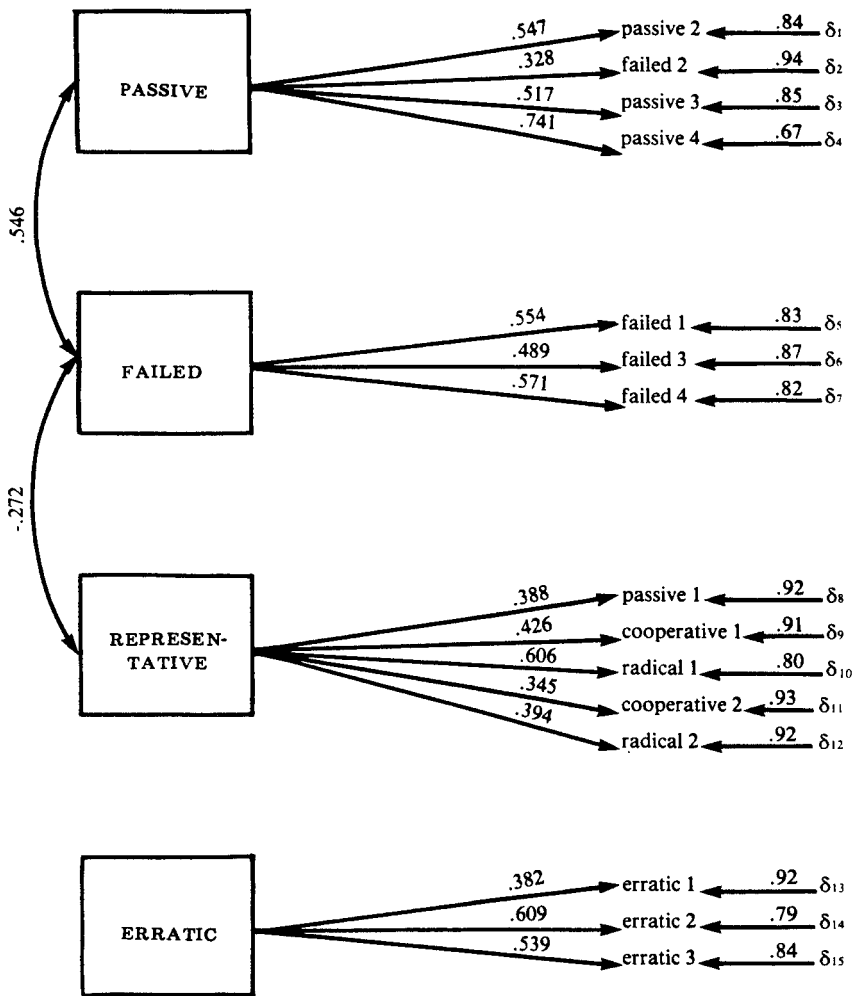 .547 passive 2 .84 δ1
.328 failed 2 .94 δ2
PASSIVE
.517 passive 3 .85 δ3
.741 passive 4 .67 δ4
.546
.554 failed 1 .83 δ5
.489 failed 3 .87 δ6
FAILED
.571 failed 4 .82 δ7
-.272
.388 passive 1 .92 δ8
.426 cooperative 1 .91 δ9
REPRESEN-
TATIVE
.606 radical 1 .80 δ10
.345 cooperative 2 .93 δ11
.394 radical 2 .92 δ12
.382 erratic 1 .92 δ13
.609 erratic 2 .79 δ14
ERRATIC
.539 erratic 3 .84 δ15